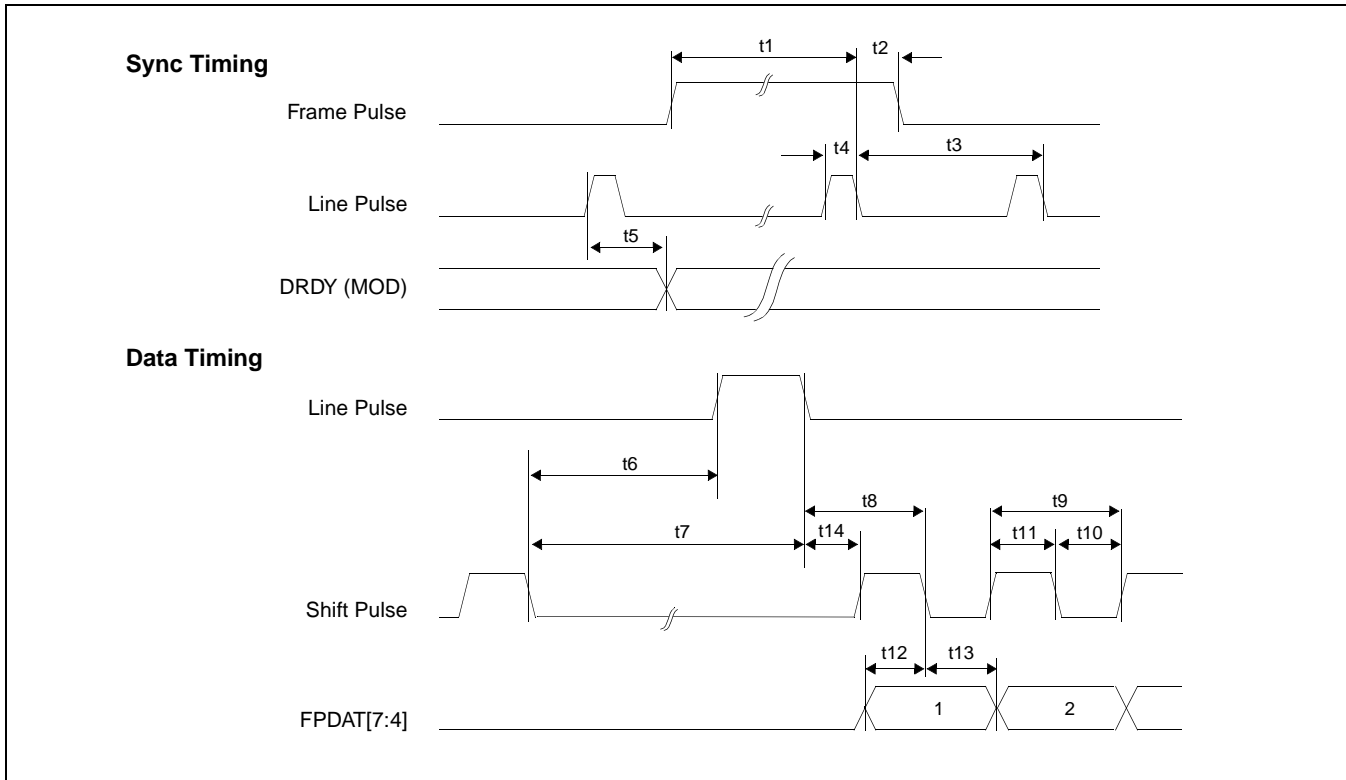 Sync Timing
t1
t2
Frame Pulse
t4
t3
Line Pulse
t5
DRDY (MOD)
Data Timing
Line Pulse
t6
t8
t9
t7
t14
t11
t10
Shift Pulse
t12
t13
FPDAT[7:4]
1
2